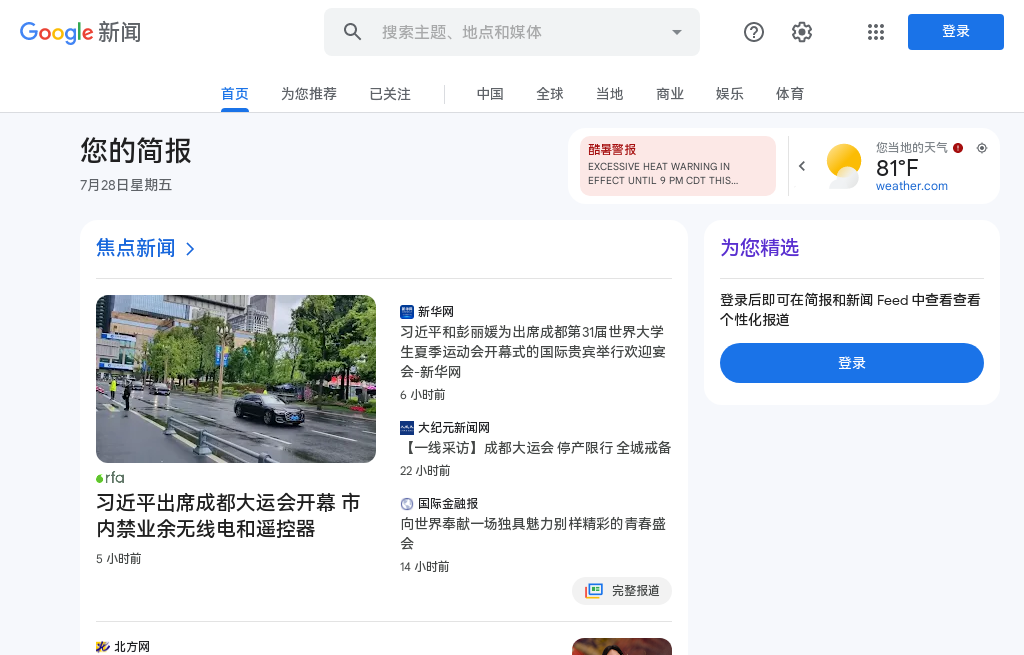 Google 新闻
搜索主题、地点和媒体
登录
首页
为您推荐
已关注
中国
全球
当地
商业
娱乐
体育
您的简报
7月28日星期五
酷暑警报
EXCESSIVE HEAT WARNING IN
EFFECT UNTIL 9 PM CDT THIS...
您当地的天气
81°F
weather.com
焦点新闻
rfa
习近平出席成都大运会开幕 市
内禁业余无线电和遥控器
5 小时前
新华网
习近平和彭丽媛为出席成都第31届世界大学
生夏季运动会开幕式的国际贵宾举行欢迎宴
会-新华网
6 小时前
大纪元新闻网
【一线采访】成都大运会 停产限行 全城戒备
22 小时前
国际金融报
向世界奉献一场独具魅力别样精彩的青春盛
会
14 小时前
完整报道
北方网
为您精选
登录后即可在简报和新闻 Feed 中查看查看
个性化报道
登录